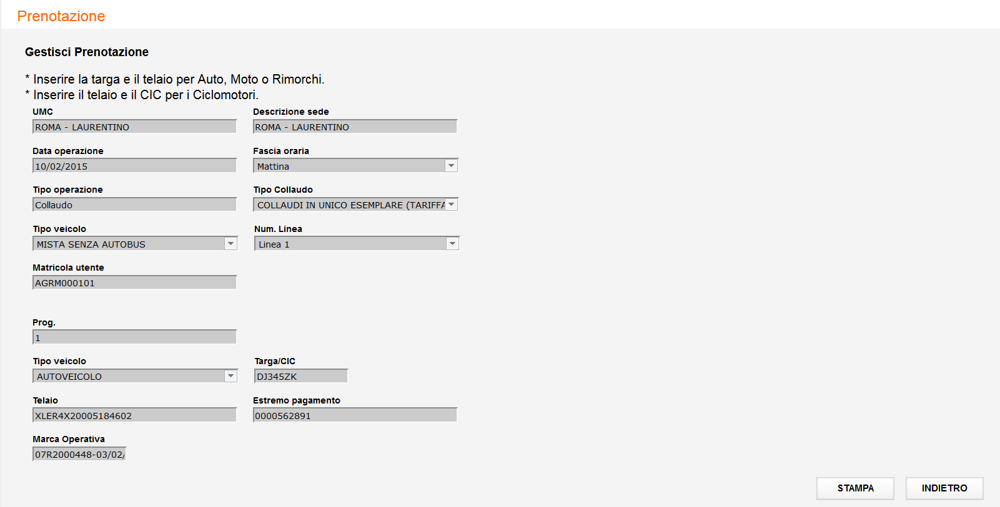 Prenotazione
Gestisci Prenotazione
* Inserire la targa e il telaio per Auto, Moto o Rimorchi.
* Inserire il telaio e il CIC per i Ciclomotori.
UMC Descrizione sede
ROMA - LAURENTINO ROMA - LAURENTINO
Data operazione Fascia oraria
10/02/2015 Mattina
Tipo operazione Tipo Collaudo
Collaudo COLLAUDI IN UNICO ESEMPLARE (TARIFFA
Tipo veicolo Num. Linea
MISTA SENZA AUTOBUS Linea 1
Matricola utente
AGRM000101
Prog.
1
Tipo veicolo Targa/CIC
AUTOVEICOLO DJ345ZK
Telaio Estremo pagamento
XLER4X20005184602 0000562891
Marca Operativa
07R2000448-03/02/
STAMPA INDIETRO